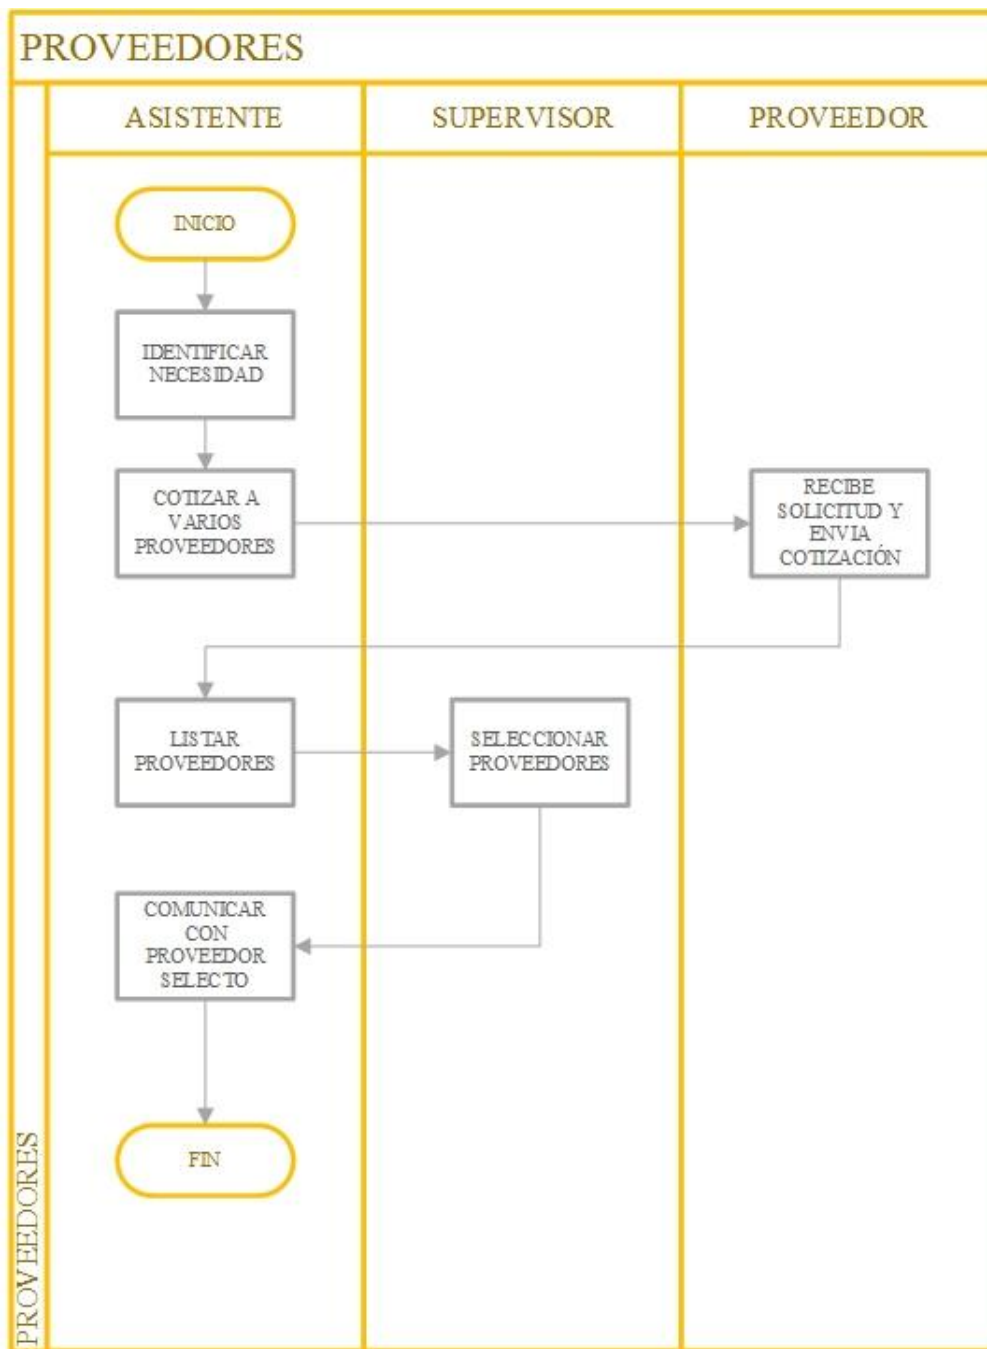 PROVEEDORES
ASISTENTE
SUPERVISOR
PROVEEDOR
INICIO
IDENTIFICAR
NECESIDAD
COTIZAR A
VARIOS
PROVEEDORES
RECIBE
SOLICITUD Y
ENVIA
COTIZACIÓN
LISTAR
PROVEEDORES
SELECCIONAR
PROVEEDORES
COMUNICAR
CON
PROVEEDOR
SELECTO
FIN
PROVEEDORES